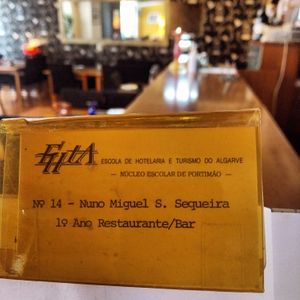 EHTA ESCOLA DE HOTELARIA E TURISMO DO ALGARVE
— NÚCLEO ESCOLAR DE PORTIMÃO —
Nº 14 - Nuno Miguel S. Sequeira
1º Ano Restaurante/Bar